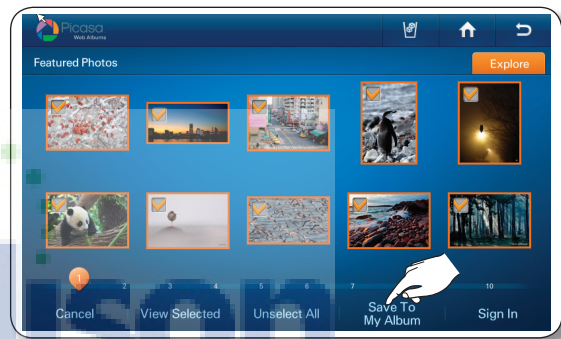 Picasa
Web Albums
Featured Photos
Explore
1 2 3 4 5 6 7 10
Cancel
View Selected
Unselect All
Save To
My Album
Sign In